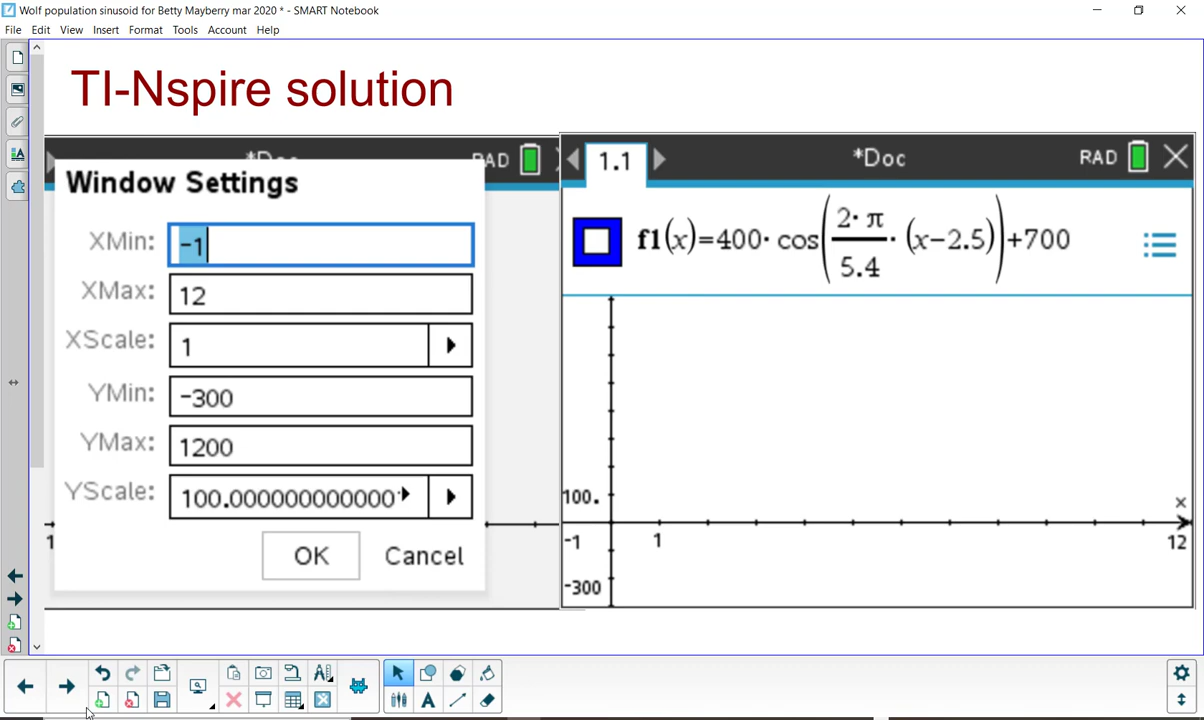 Wolf population sinusoid for Betty Mayberry mar 2020 * - SMART Notebook
File Edit View Insert Format Tools Account Help
TI-Nspire solution
*Doc RAD
Window Settings
XMin: -1
XMax: 12
XScale: 1
YMin: -300
YMax: 1200
YScale: 100.000000000000
OK Cancel
1
1.1 *Doc RAD
f1(x)=400· cos(2· π/5.4 · (x−2.5))+700
100.
x
-1 1 12
-300